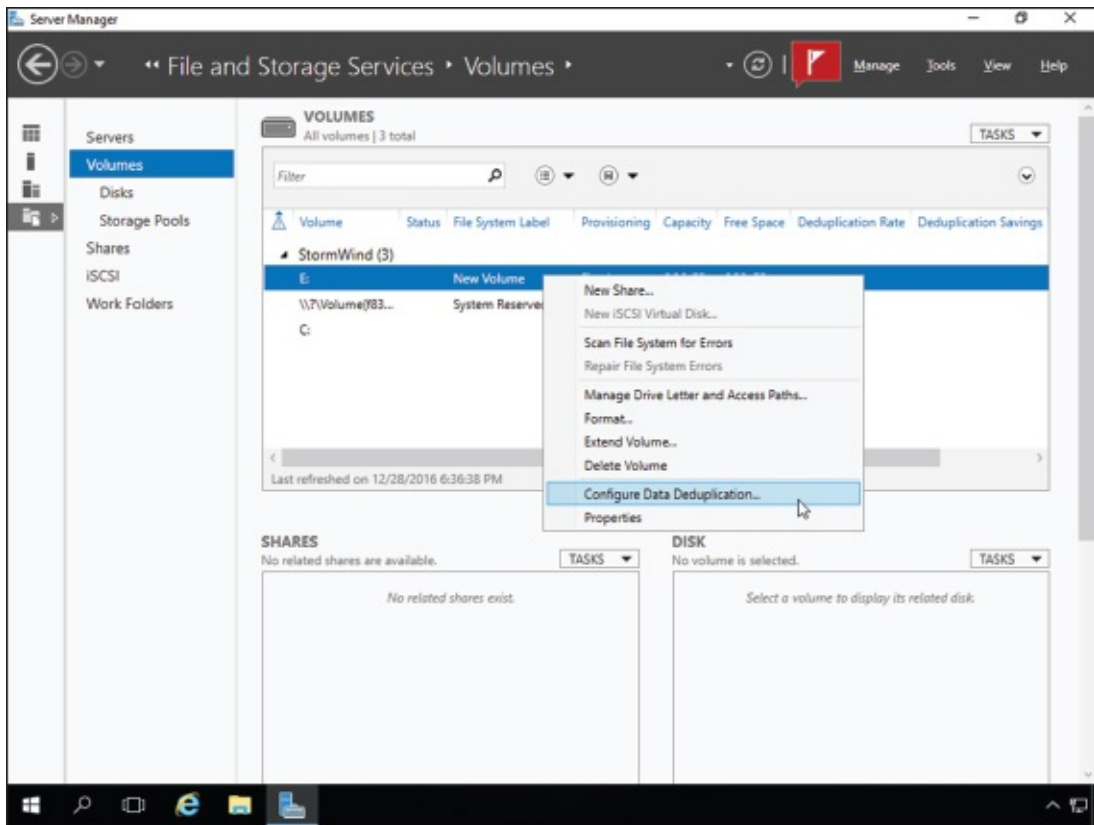 Server Manager
File and Storage Services • Volumes •
Manage Tools View Help
Servers
Volumes
Disks
Storage Pools
Shares
iSCSI
Work Folders
VOLUMES
All volumes | 3 total
TASKS
Filter
Volume Status File System Label Provisioning Capacity Free Space Deduplication Rate Deduplication Savings
StormWind (3)
E: New Volume
\\?\Volume{f83... System Reserved
C:
New Share...
New iSCSI Virtual Disk...
Scan File System for Errors
Repair File System Errors
Manage Drive Letter and Access Paths...
Format...
Extend Volume...
Delete Volume
Configure Data Deduplication...
Properties
Last refreshed on 12/28/2016 6:36:38 PM
SHARES
No related shares are available.
TASKS
No related shares exist.
DISK
No volume is selected.
TASKS
Select a volume to display its related disk.